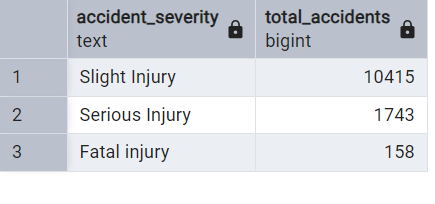 accident_severity total_accidents
text bigint
1 Slight Injury 10415
2 Serious Injury 1743
3 Fatal injury 158